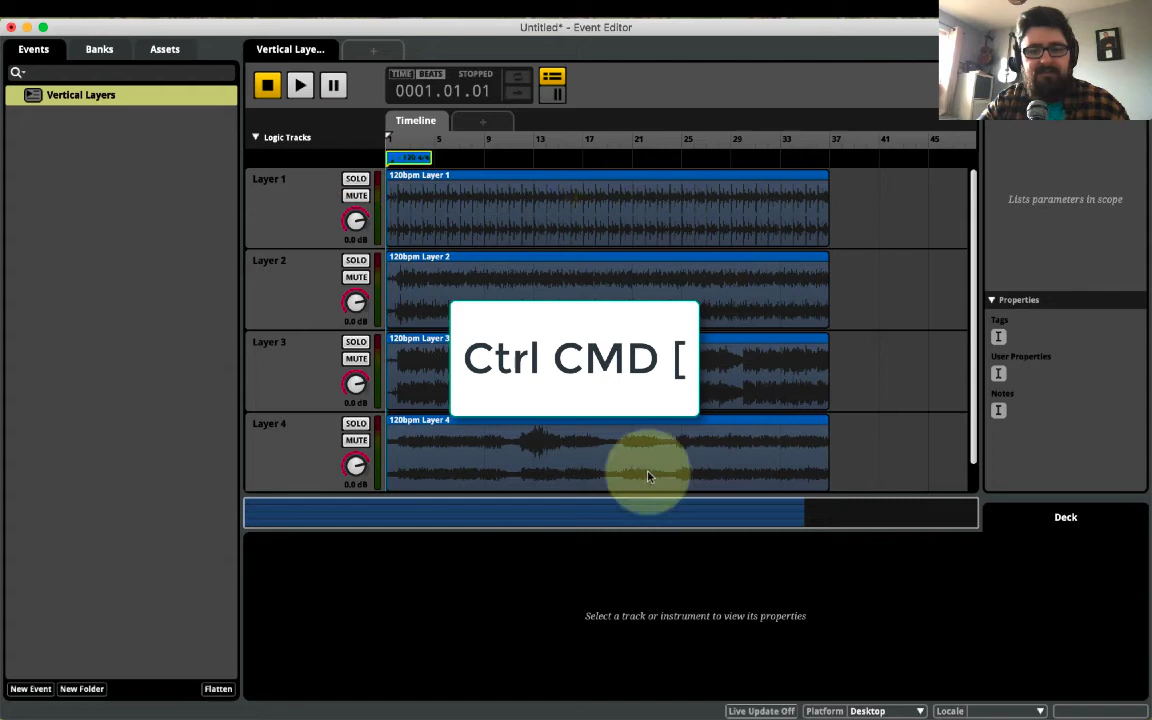 Untitled* - Event Editor
Events
Banks
Assets
Vertical Laye...
+
TIME BEATS STOPPED
0001.01.01
Vertical Layers
Timeline
+
Logic Tracks
1 5 9 13 17 21 25 29 33 37 41 45
Layer 1
SOLO
MUTE
0.0 dB
120bpm Layer 1
Layer 2
SOLO
MUTE
0.0 dB
120bpm Layer 2
Layer 3
SOLO
MUTE
0.0 dB
120bpm Layer 3
Layer 4
SOLO
MUTE
0.0 dB
120bpm Layer 4
Ctrl CMD [
Lists parameters in scope
Properties
Tags
User Properties
Notes
Deck
Select a track or instrument to view its properties
New Event
New Folder
Flatten
Live Update Off
Platform Desktop
Locale